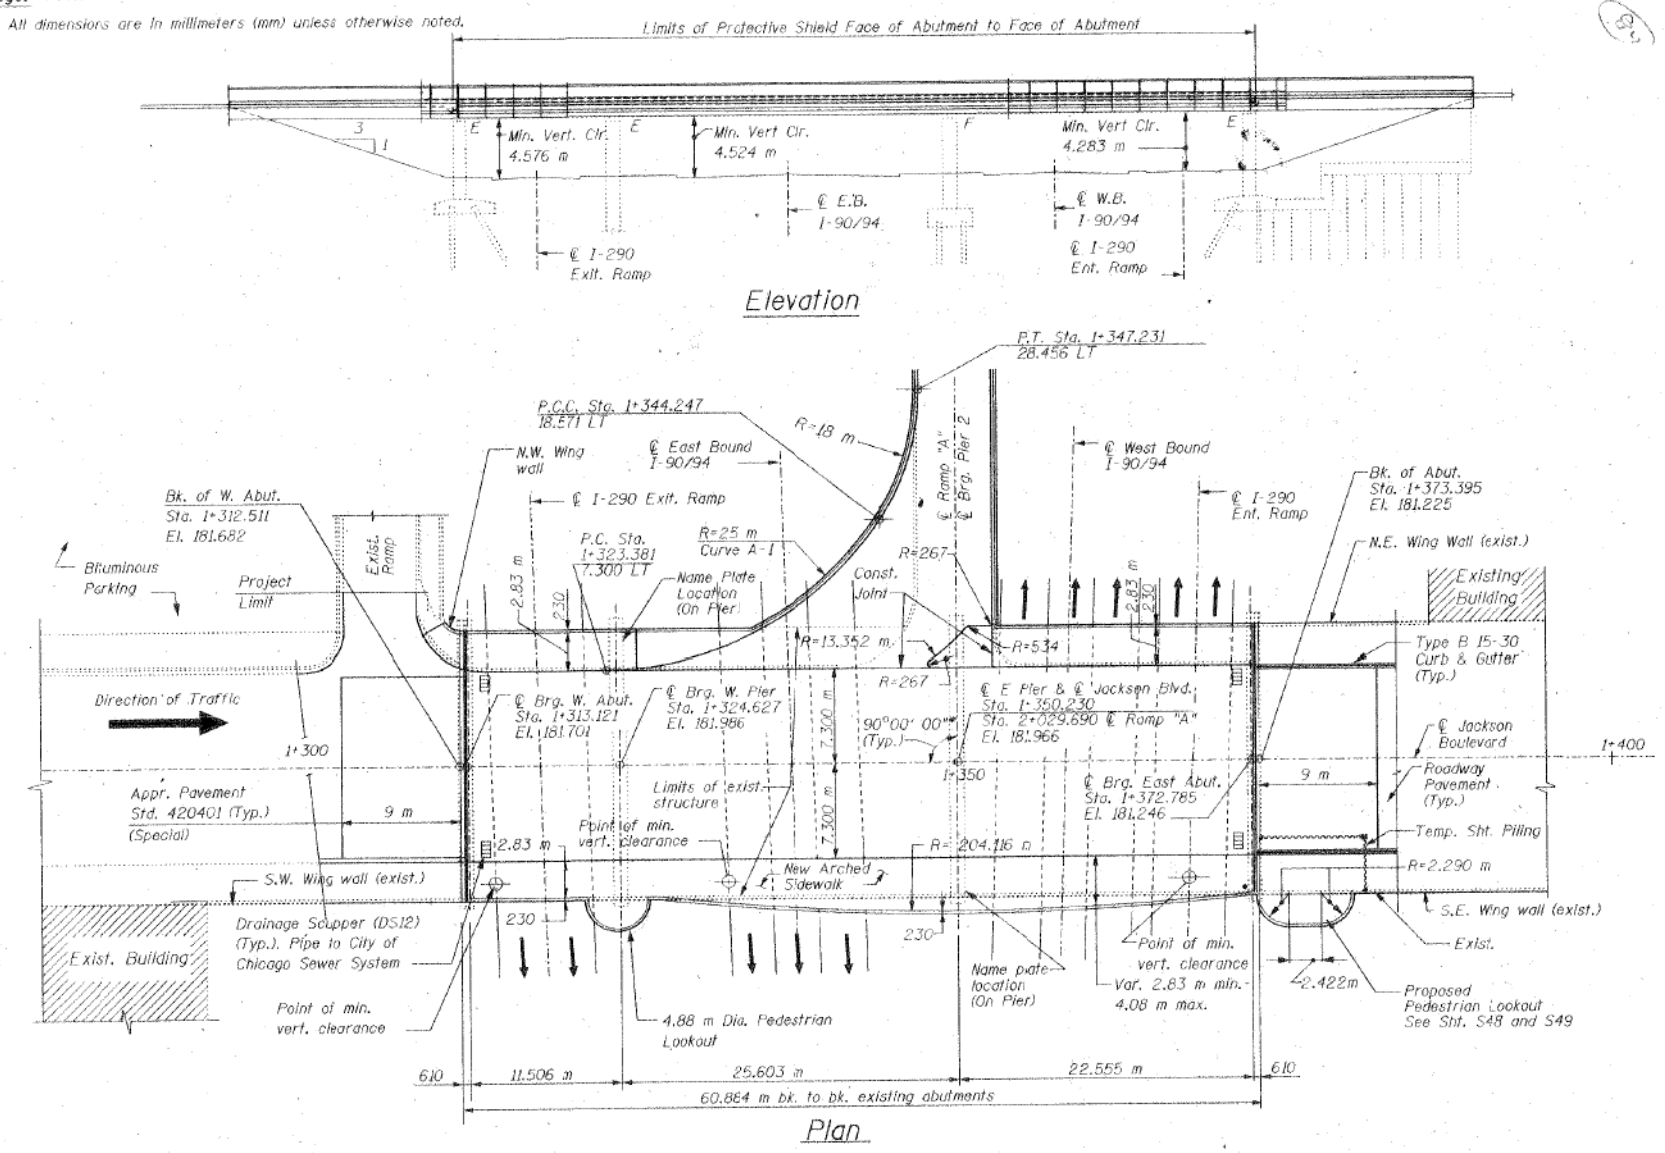 All dimensions are in millimeters (mm) unless otherwise noted.
Limits of Protective Shield Face of Abutment to Face of Abutment
3
1
E
Min. Vert. Clr.
4.576 m
E
Min. Vert Clr.
4.524 m
F
Min. Vert Clr.
4.283 m
E
℄ E.B.
I-90/94
℄ W.B.
I-90/94
℄ I-290
Exit. Ramp
℄ I-290
Ent. Ramp
Elevation
P.T. Sta. 1+347.231
28.456 LT
P.C.C. Sta. 1+344.247
18.571 LT
R=18 m
N.W. Wing
wall
℄ East Bound
I-90/94
℄ Ramp "A"
℄ Brg. Pier 2
℄ West Bound
I-90/94
Bk. of Abut.
Sta. 1+373.395
El. 181.225
Bk. of W. Abut.
Sta. 1+312.511
El. 181.682
℄ I-290 Exit. Ramp
℄ I-290
Ent. Ramp
Exist.
Ramp
P.C. Sta.
1+323.381
7.300 LT
R=25 m
Curve A-1
R=267
N.E. Wing Wall (exist.)
Bituminous
Parking
Project
Limit
2.83 m
230
Name Plate
Location
(On Pier)
Const.
Joint
2.83 m
230
Existing
Building
R=13.352 m
R=534
Type B 15-30
Curb & Gutter
(Typ.)
R=267
Direction of Traffic
℄ Brg. W. Abut.
Sta. 1+313.121
El. 181.701
℄ Brg. W. Pier
Sta. 1+324.627
El. 181.986
7.300 m
90°00' 00"
(Typ.)
℄ E Pier & ℄ Jackson Blvd.
Sta. 1+350.230
Sta. 2+029.690 ℄ Ramp "A"
El. 181.966
℄ Jackson
Boulevard
1+300
1+350
1+400
Appr. Pavement
Std. 420401 (Typ.)
(Special)
9 m
Limits of exist.
structure
7.300 m
℄ Brg. East Abut.
Sta. 1+372.785
El. 181.246
9 m
Roadway
Pavement
(Typ.)
Point of min.
vert. clearance
2.83 m
R= 204.116 m
Temp. Sht. Piling
R=2.290 m
New Arched
Sidewalk
S.W. Wing wall (exist.)
230
230
S.E. Wing wall (exist.)
Exist.
Drainage Scupper (DS12)
(Typ.). Pipe to City of
Chicago Sewer System
Exist. Building
Name plate
location
(On Pier)
Point of min.
vert. clearance
Var. 2.83 m min.-
4.08 m max.
2.422m
Proposed
Pedestrian Lookout
See Sht. S48 and S49
Point of min.
vert. clearance
4.88 m Dia. Pedestrian
Lookout
610
11.506 m
25.603 m
22.555 m
610
60.884 m bk. to bk. existing abutments
Plan